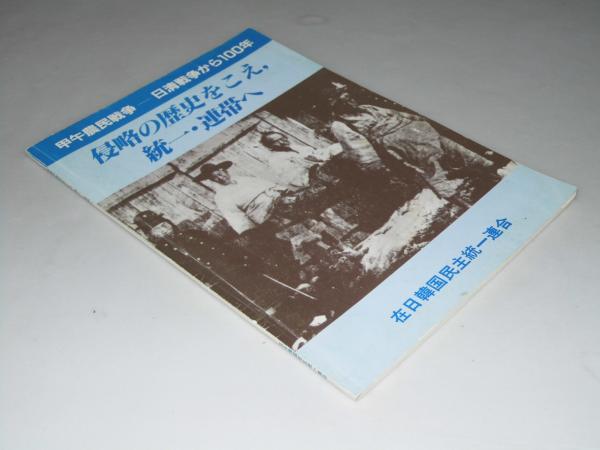 甲午農民戦争――日清戦争から100年
侵略の歴史をこえ,
統一・連帯へ
在日韓国民主統一連合